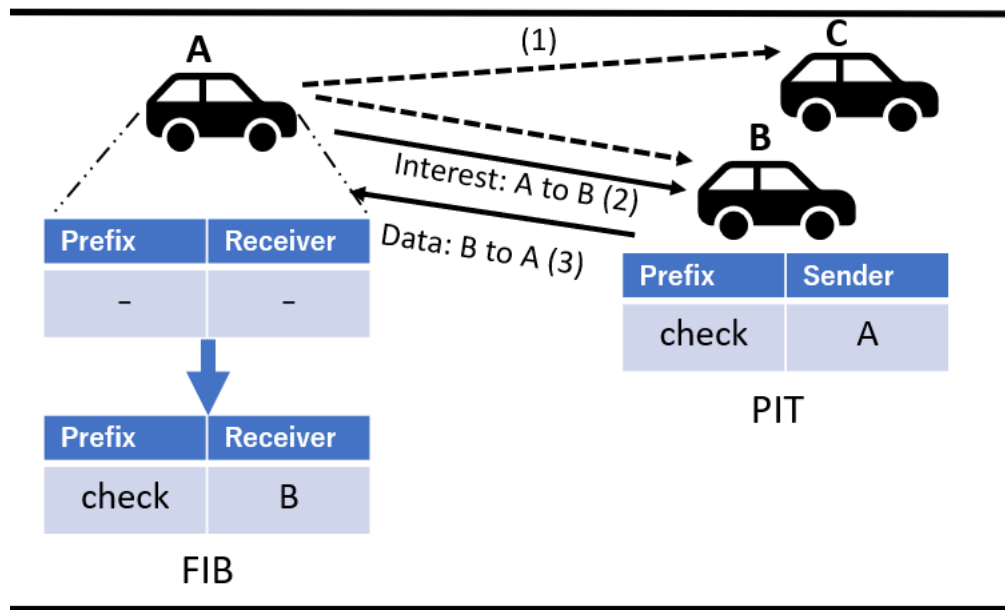 A
(1)
C
B
Interest: A to B (2)
Data: B to A (3)
Prefix Receiver
- -
Prefix Sender
check A
PIT
Prefix Receiver
check B
FIB